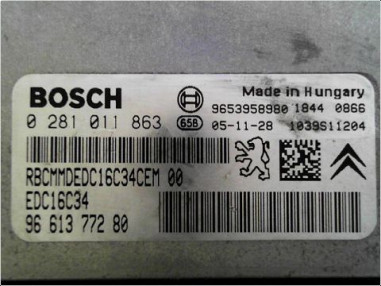 BOSCH
Made in Hungary
9653958980 1844 0866
0 281 011 863 65B 05-11-28 1039S11204
RBCMMDEDC16C34CEM 00
EDC16C34
96 613 772 80